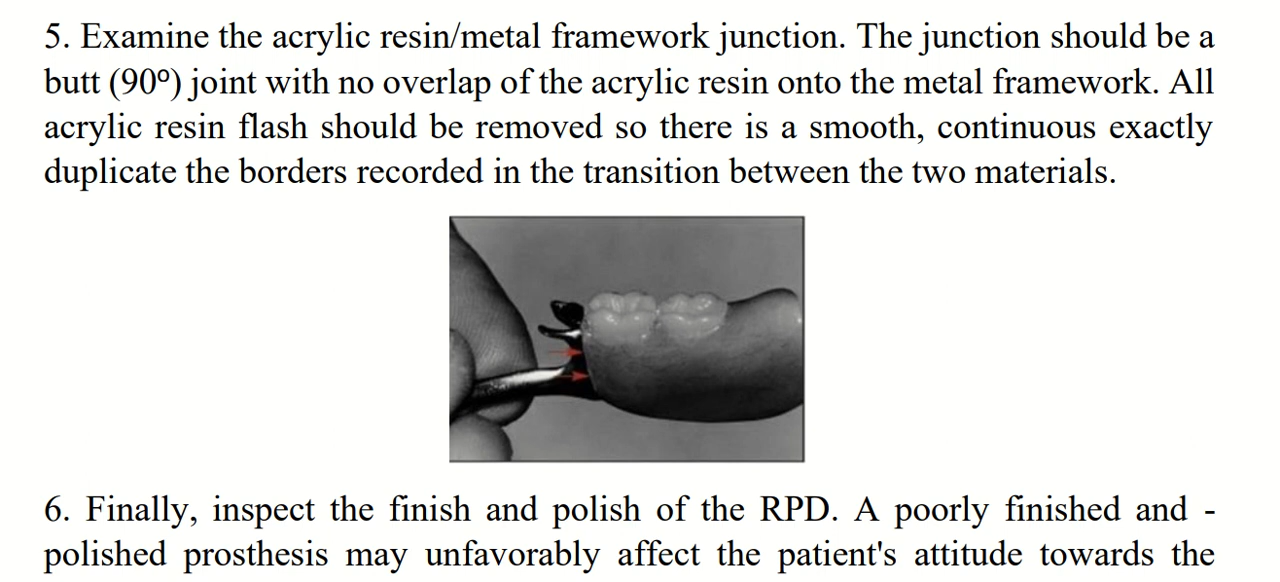 5. Examine the acrylic resin/metal framework junction. The junction should be a
butt (90º) joint with no overlap of the acrylic resin onto the metal framework. All
acrylic resin flash should be removed so there is a smooth, continuous exactly
duplicate the borders recorded in the transition between the two materials.
6. Finally, inspect the finish and polish of the RPD. A poorly finished and -
polished prosthesis may unfavorably affect the patient's attitude towards the